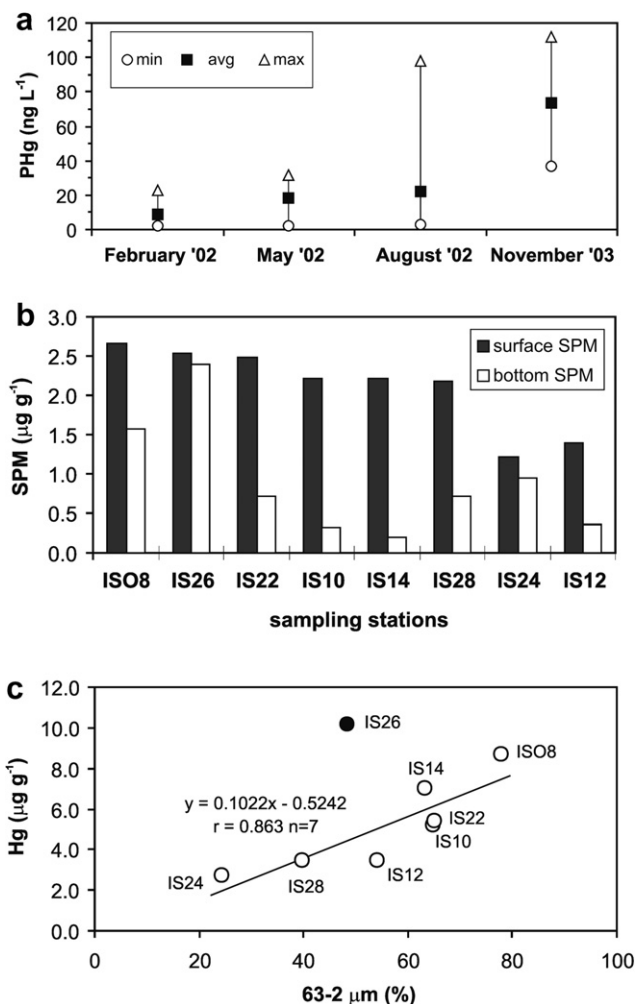 a
120
100
80
60
40
20
0
PHg (ng L⁻¹)
min avg max
February '02 May '02 August '02 November '03
b
3.0
2.5
2.0
1.5
1.0
0.5
0.0
SPM (μg g⁻¹)
surface SPM
bottom SPM
ISO8 IS26 IS22 IS10 IS14 IS28 IS24 IS12
sampling stations
c
12.0
10.0
8.0
6.0
4.0
2.0
0.0
Hg (μg g⁻¹)
IS26
ISO8
IS14
y = 0.1022x - 0.5242
r = 0.863 n=7
IS22
IS10
IS24
IS28
IS12
0 20 40 60 80 100
63-2 μm (%)